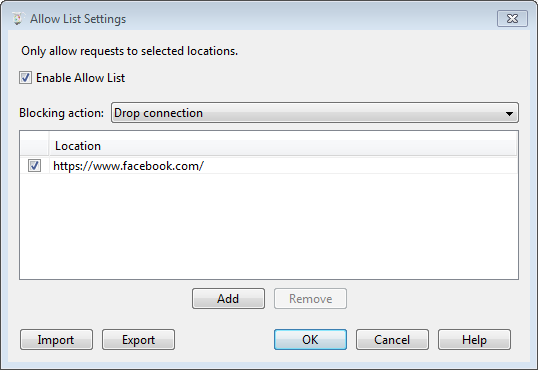 Allow List Settings
Only allow requests to selected locations.
Enable Allow List
Blocking action: Drop connection
Location
https://www.facebook.com/
Add Remove
Import Export OK Cancel Help